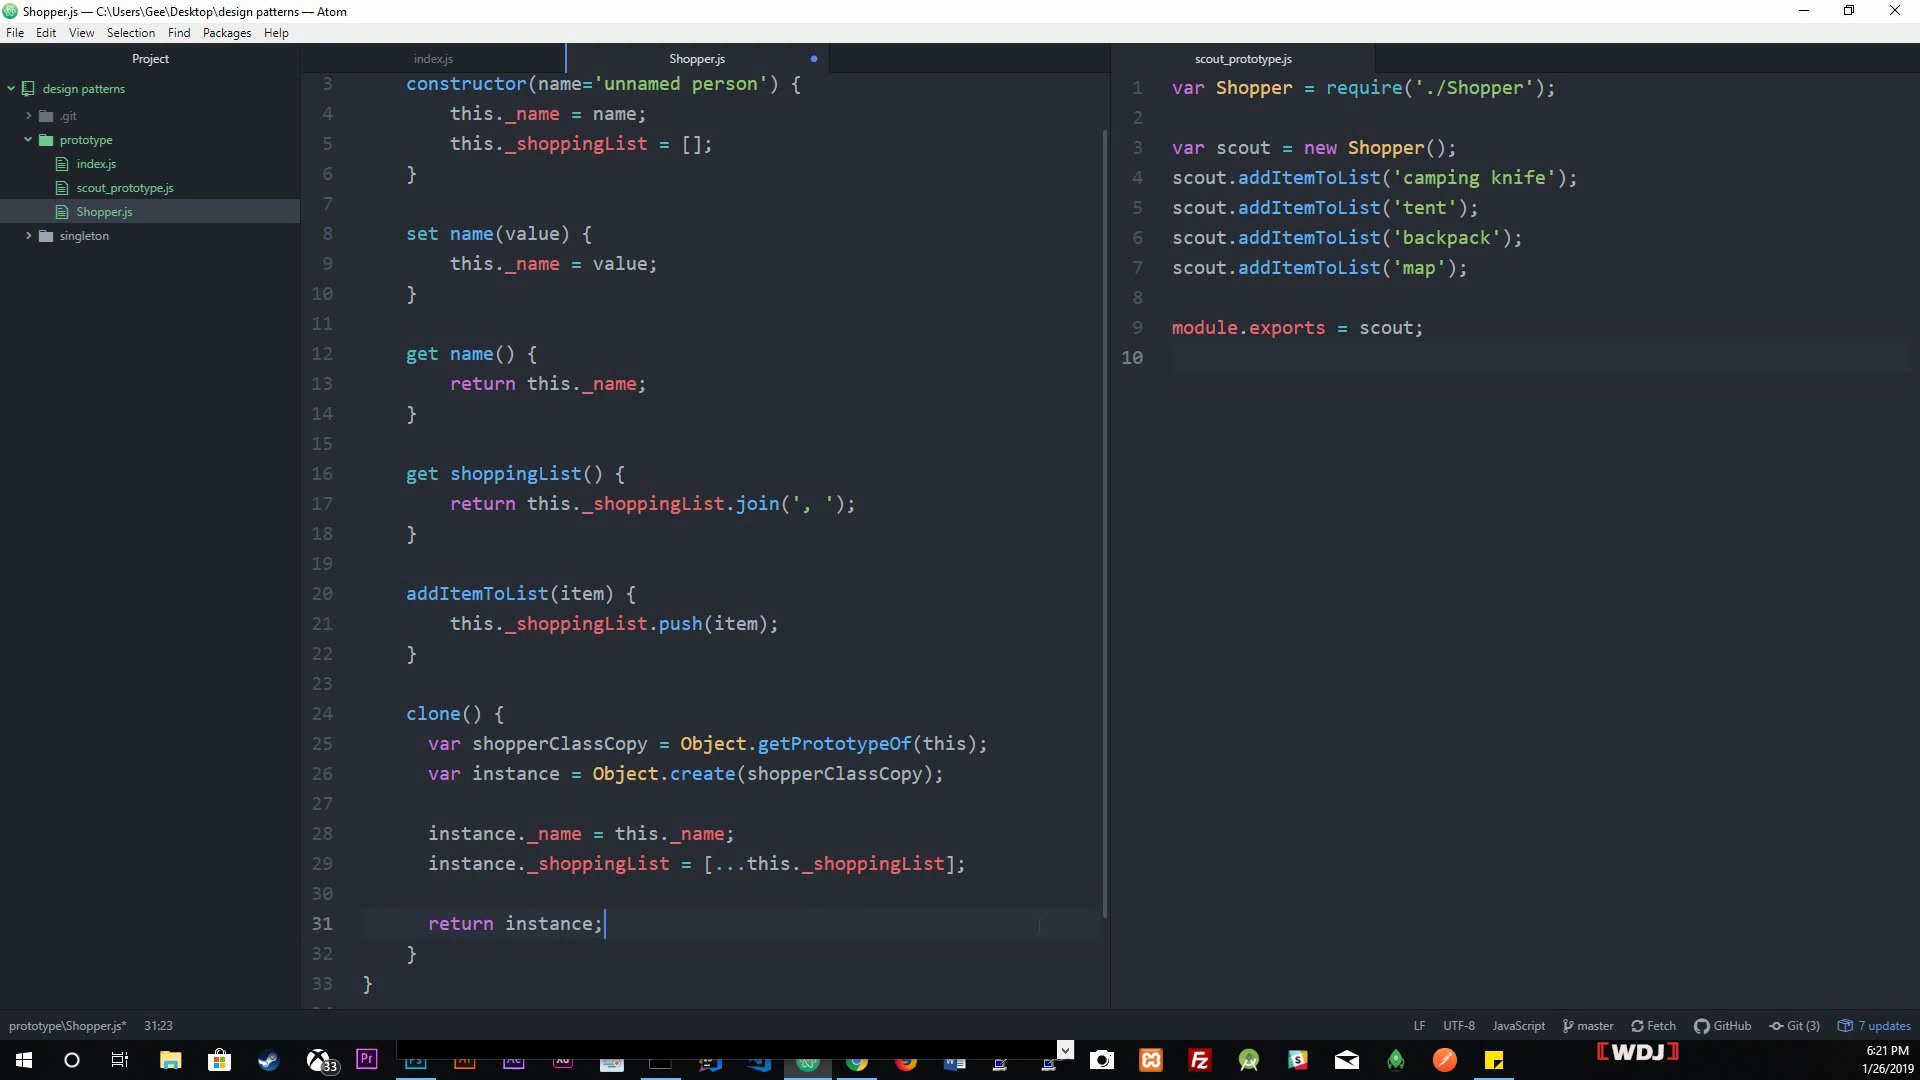 Shopper.js — C:\Users\Gee\Desktop\design patterns — Atom
File Edit View Selection Find Packages Help
Project
design patterns
.git
prototype
index.js
scout_prototype.js
Shopper.js
singleton
index.js Shopper.js
3 constructor(name='unnamed person') {
4 this._name = name;
5 this._shoppingList = [];
6 }
7
8 set name(value) {
9 this._name = value;
10 }
11
12 get name() {
13 return this._name;
14 }
15
16 get shoppingList() {
17 return this._shoppingList.join(', ');
18 }
19
20 addItemToList(item) {
21 this._shoppingList.push(item);
22 }
23
24 clone() {
25 var shopperClassCopy = Object.getPrototypeOf(this);
26 var instance = Object.create(shopperClassCopy);
27
28 instance._name = this._name;
29 instance._shoppingList = [...this._shoppingList];
30
31 return instance;
32 }
33 }
scout_prototype.js
1 var Shopper = require('./Shopper');
2
3 var scout = new Shopper();
4 scout.addItemToList('camping knife');
5 scout.addItemToList('tent');
6 scout.addItemToList('backpack');
7 scout.addItemToList('map');
8
9 module.exports = scout;
10
prototype\Shopper.js* 31:23 LF UTF-8 JavaScript master Fetch GitHub Git (3) 7 updates
33 Pr [WDJ] 6:21 PM
1/26/2019